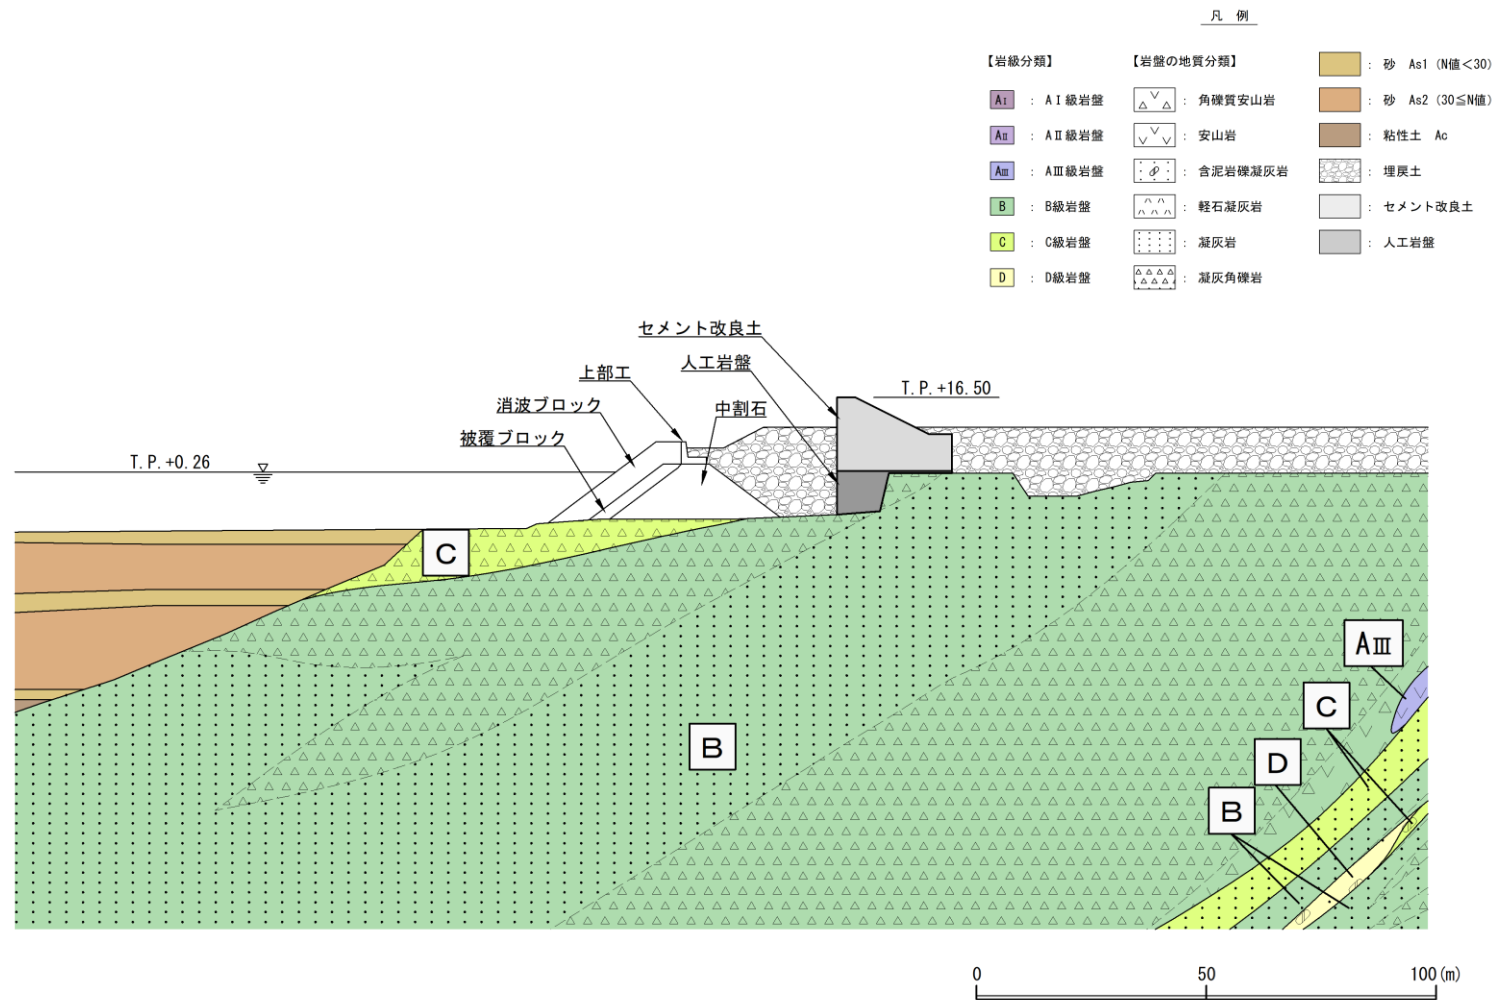 凡 例
【岩級分類】
AⅠ : AⅠ級岩盤
AⅡ : AⅡ級岩盤
AⅢ : AⅢ級岩盤
B : B級岩盤
C : C級岩盤
D : D級岩盤
【岩盤の地質分類】
: 角礫質安山岩
: 安山岩
: 含泥岩礫凝灰岩
: 軽石凝灰岩
: 凝灰岩
: 凝灰角礫岩
: 砂 As1 (N値<30)
: 砂 As2 (30≦N値)
: 粘性土 Ac
: 埋戻土
: セメント改良土
: 人工岩盤
セメント改良土
人工岩盤
上部工
消波ブロック
中割石
被覆ブロック
T.P.+16.50
T.P.+0.26
C
B
AⅢ
C
D
B
0 50 100(m)